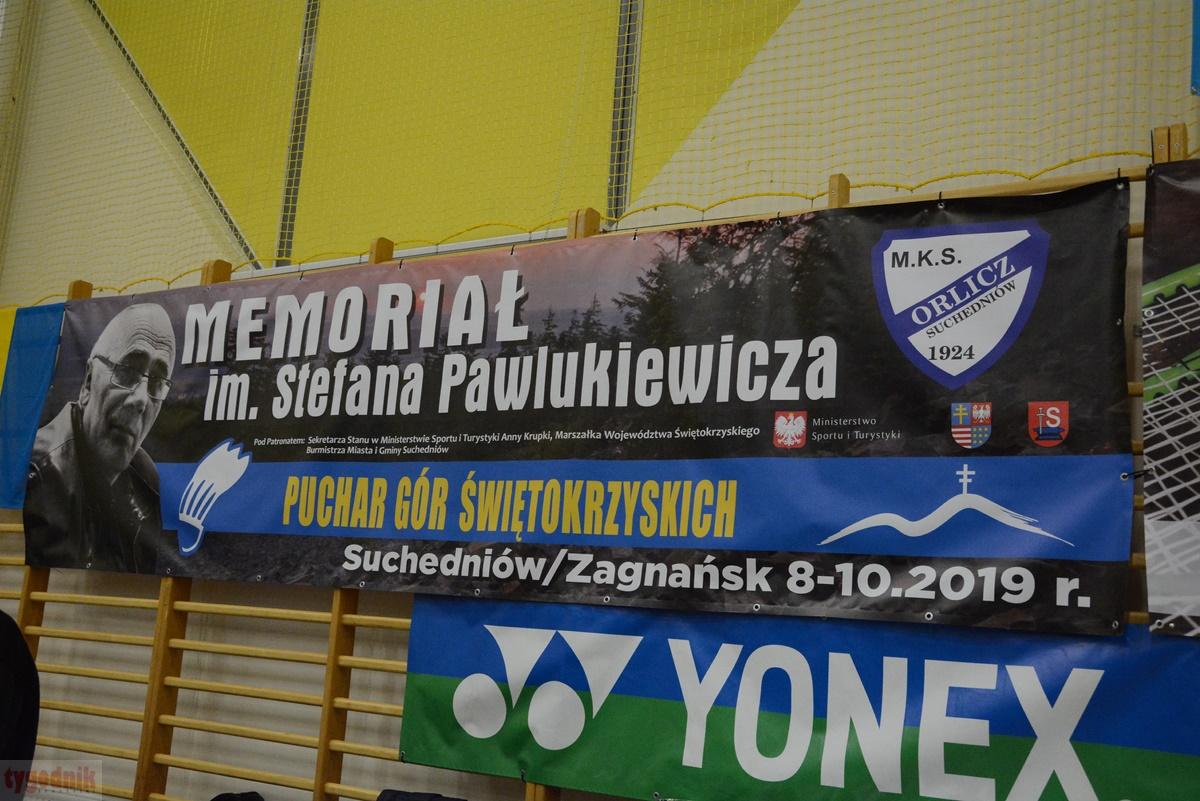 MEMORIAŁ
im. Stefana Pawlukiewicza
Pod Patronatem: Sekretarza Stanu w Ministerstwie Sportu i Turystyki Anny Krupki, Marszałka Województwa Świętokrzyskiego
Burmistrza Miasta i Gminy Suchedniów
M.K.S.
ORLICZ
SUCHEDNIÓW
1924
Ministerstwo
Sportu i Turystyki
S
PUCHAR GÓR ŚWIĘTOKRZYSKICH
Suchedniów/Zagnańsk 8-10.2019 r.
YONEX
tygodnik